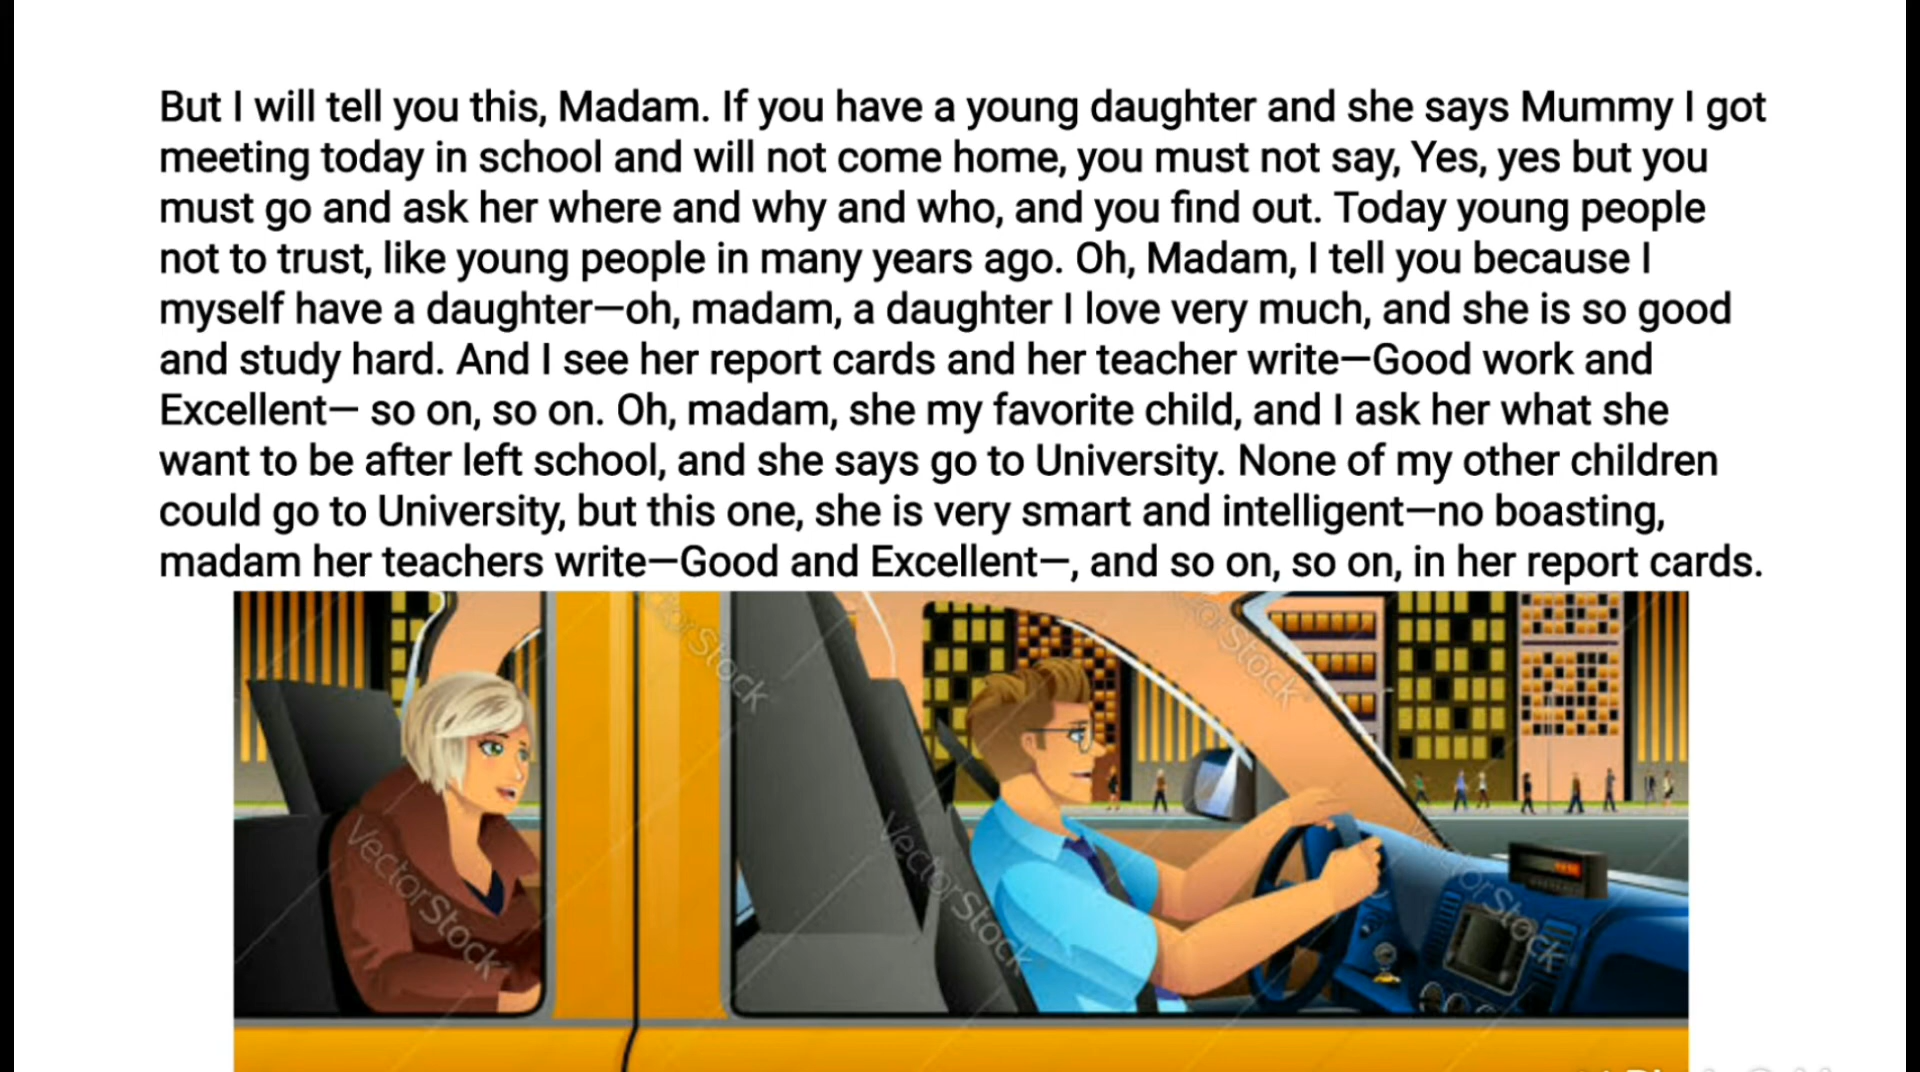 But I will tell you this, Madam. If you have a young daughter and she says Mummy I got
meeting today in school and will not come home, you must not say, Yes, yes but you
must go and ask her where and why and who, and you find out. Today young people
not to trust, like young people in many years ago. Oh, Madam, I tell you because I
myself have a daughter—oh, madam, a daughter I love very much, and she is so good
and study hard. And I see her report cards and her teacher write—Good work and
Excellent— so on, so on. Oh, madam, she my favorite child, and I ask her what she
want to be after left school, and she says go to University. None of my other children
could go to University, but this one, she is very smart and intelligent—no boasting,
madam her teachers write—Good and Excellent—, and so on, so on, in her report cards.
VectorStock
VectorStock
VectorStock
VectorStock
VectorStock